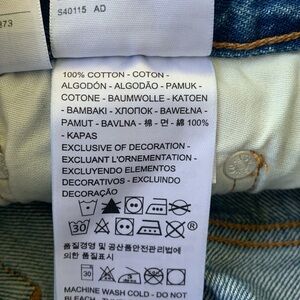 973
S40115 AD
100% COTTON - COTON -
ALGODÓN - ALGODÃO - PAMUK -
COTONE - BAUMWOLLE - KATOEN
- BAMBAKI - ХЛОПОК - BAWEŁNA -
PAMUT - BAVLNA - 棉 - 면 - 綿 100%
- KAPAS
EXCLUSIVE OF DECORATION -
EXCLUANT L'ORNEMENTATION -
EXCLUYENDO ELEMENTOS
DECORATIVOS - EXCLUINDO
DECORAÇÃO
30
품질경영 및 공산품안전관리법에
의한 품질표시
30
MACHINE WASH COLD - DO NOT
BLEACH